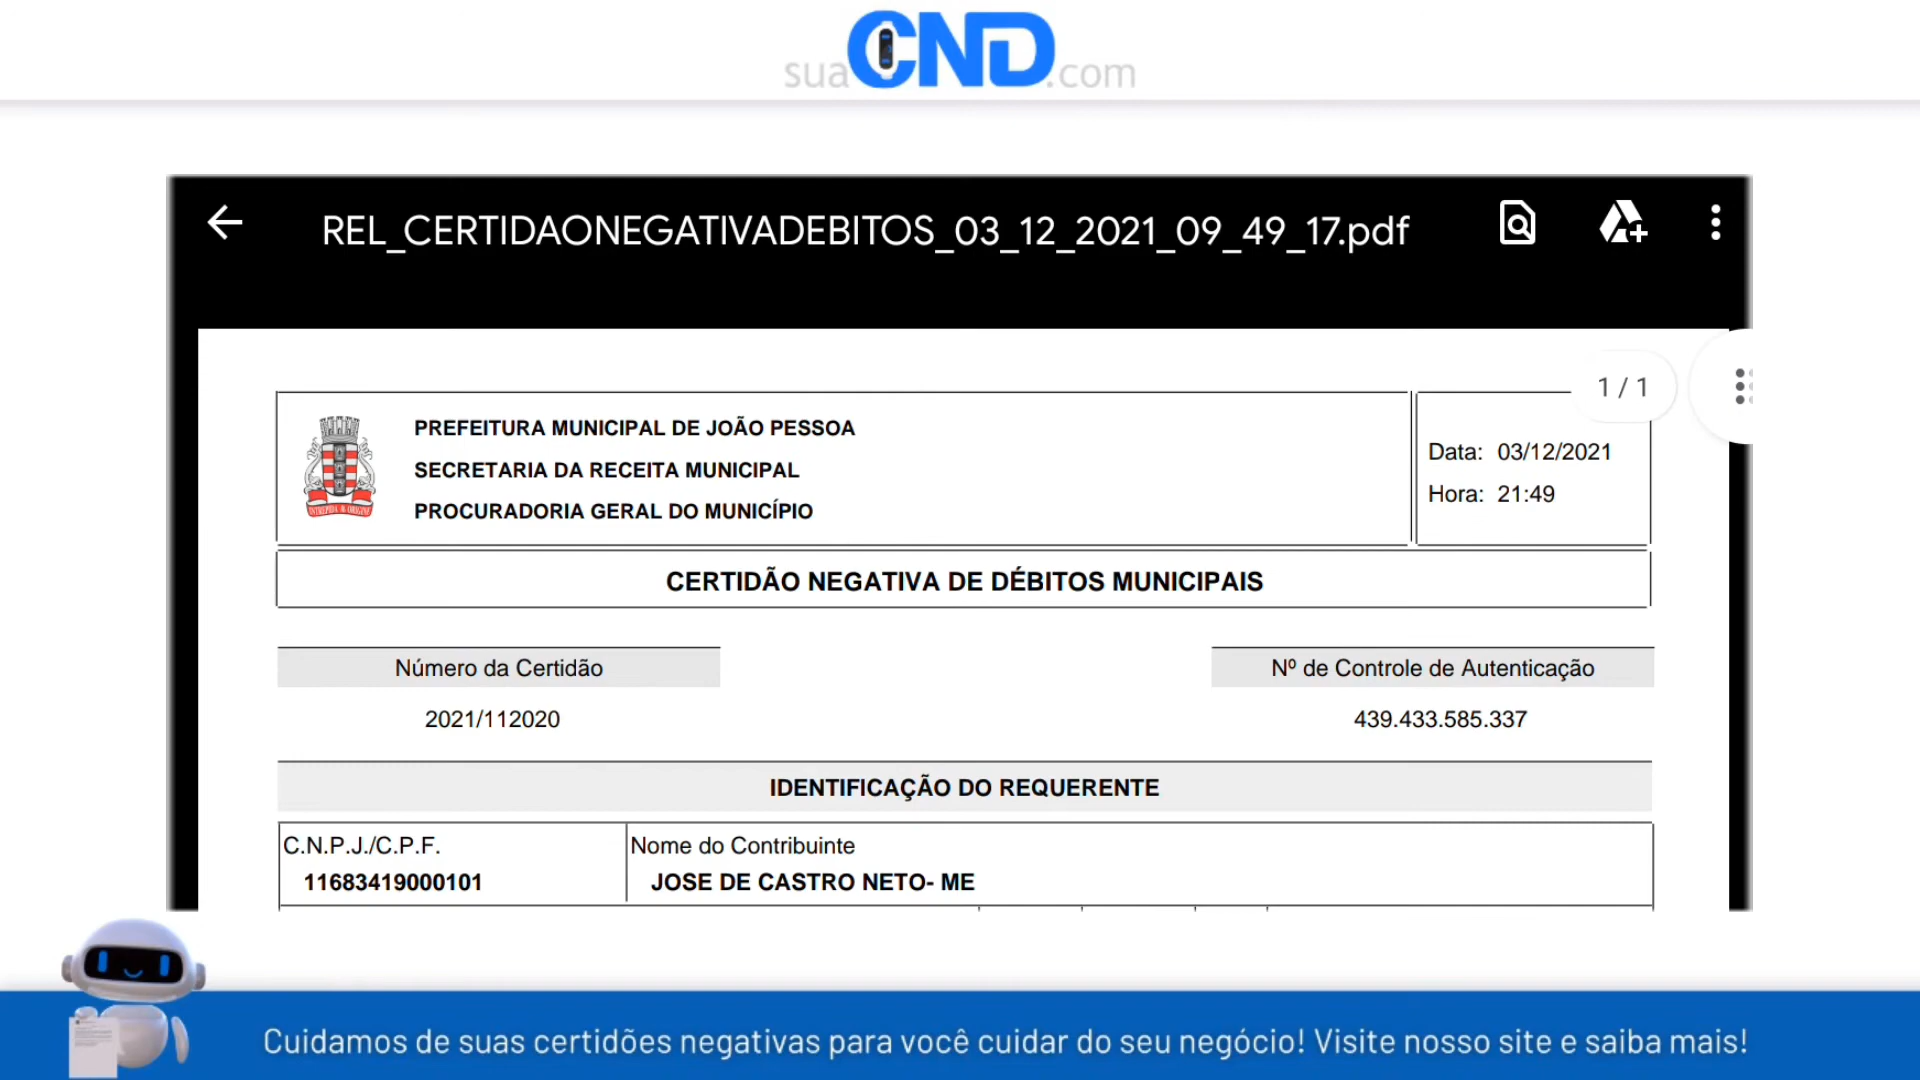 suaCND.com
REL_CERTIDAONEGATIVADEBITOS_03_12_2021_09_49_17.pdf
1 / 1
PREFEITURA MUNICIPAL DE JOÃO PESSOA
SECRETARIA DA RECEITA MUNICIPAL
PROCURADORIA GERAL DO MUNICÍPIO
Data: 03/12/2021
Hora: 21:49
CERTIDÃO NEGATIVA DE DÉBITOS MUNICIPAIS
Número da Certidão
Nº de Controle de Autenticação
2021/112020
439.433.585.337
IDENTIFICAÇÃO DO REQUERENTE
C.N.P.J./C.P.F.
Nome do Contribuinte
11683419000101
JOSE DE CASTRO NETO- ME
Cuidamos de suas certidões negativas para você cuidar do seu negócio! Visite nosso site e saiba mais!